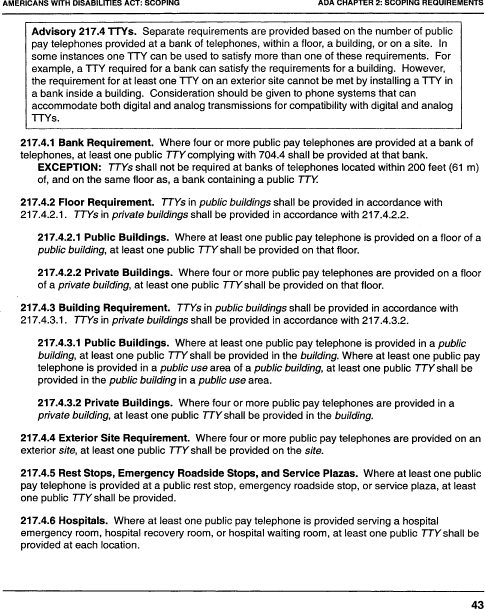 AMERICANS WITH DISABILITIES ACT: SCOPING
ADA CHAPTER 2: SCOPING REQUIREMENTS
Advisory 217.4 TTYs. Separate requirements are provided based on the number of public
pay telephones provided at a bank of telephones, within a floor, a building, or on a site. In
some instances one TTY can be used to satisfy more than one of these requirements. For
example, a TTY required for a bank can satisfy the requirements for a building. However,
the requirement for at least one TTY on an exterior site cannot be met by installing a TTY in
a bank inside a building. Consideration should be given to phone systems that can
accommodate both digital and analog transmissions for compatibility with digital and analog
TTYs.
217.4.1 Bank Requirement. Where four or more public pay telephones are provided at a bank of
telephones, at least one public TTY complying with 704.4 shall be provided at that bank.
EXCEPTION: TTYs shall not be required at banks of telephones located within 200 feet (61 m)
of, and on the same floor as, a bank containing a public TTY.
217.4.2 Floor Requirement. TTYs in public buildings shall be provided in accordance with
217.4.2.1. TTYs in private buildings shall be provided in accordance with 217.4.2.2.
217.4.2.1 Public Buildings. Where at least one public pay telephone is provided on a floor of a
public building, at least one public TTY shall be provided on that floor.
217.4.2.2 Private Buildings. Where four or more public pay telephones are provided on a floor
of a private building, at least one public TTY shall be provided on that floor.
217.4.3 Building Requirement. TTYs in public buildings shall be provided in accordance with
217.4.3.1. TTYs in private buildings shall be provided in accordance with 217.4.3.2.
217.4.3.1 Public Buildings. Where at least one public pay telephone is provided in a public
building, at least one public TTY shall be provided in the building. Where at least one public pay
telephone is provided in a public use area of a public building, at least one public TTY shall be
provided in the public building in a public use area.
217.4.3.2 Private Buildings. Where four or more public pay telephones are provided in a
private building, at least one public TTY shall be provided in the building.
217.4.4 Exterior Site Requirement. Where four or more public pay telephones are provided on an
exterior site, at least one public TTY shall be provided on the site.
217.4.5 Rest Stops, Emergency Roadside Stops, and Service Plazas. Where at least one public
pay telephone is provided at a public rest stop, emergency roadside stop, or service plaza, at least
one public TTY shall be provided.
217.4.6 Hospitals. Where at least one public pay telephone is provided serving a hospital
emergency room, hospital recovery room, or hospital waiting room, at least one public TTY shall be
provided at each location.
43